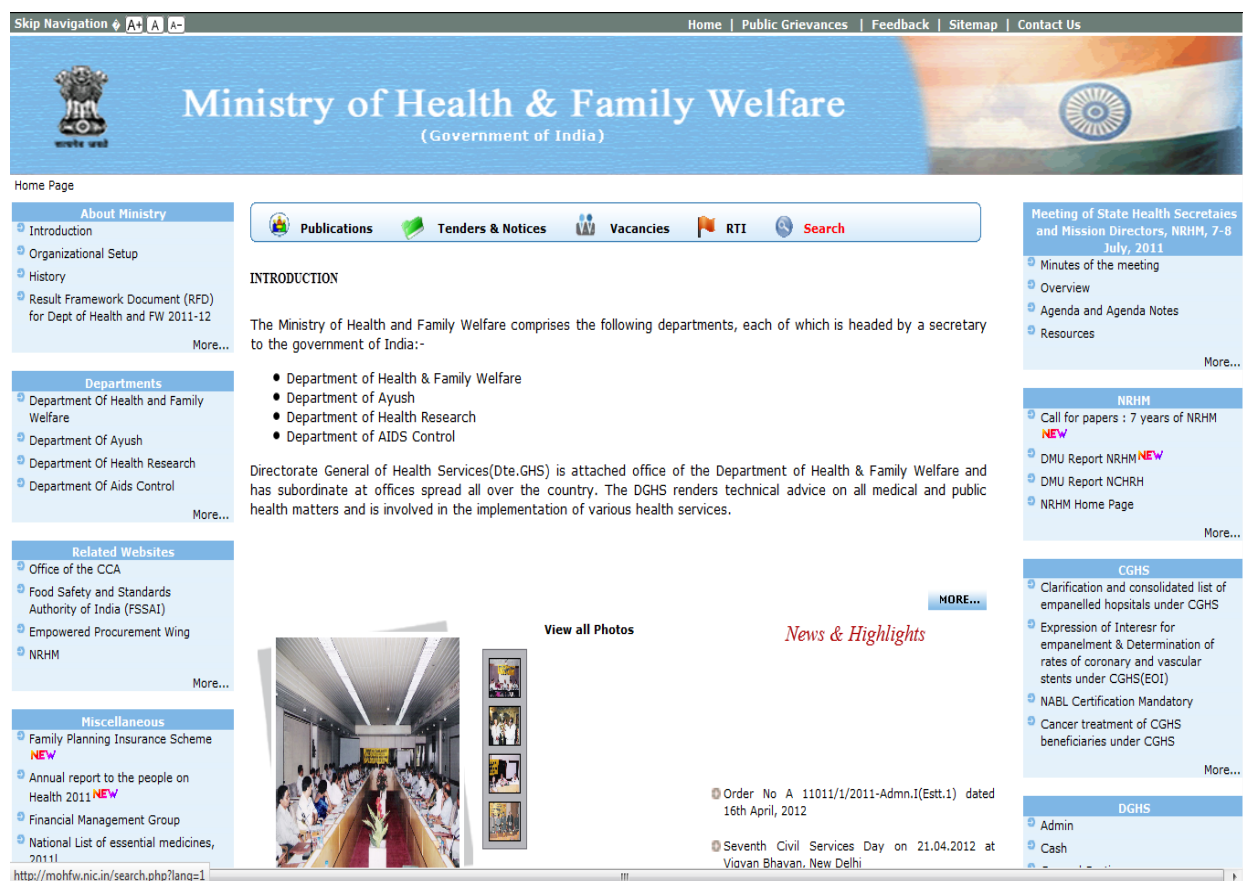 Skip Navigation � A+ A A-
Home | Public Grievances | Feedback | Sitemap | Contact Us
सत्यमेव जयते
Ministry of Health & Family Welfare
(Government of India)
Home Page
About Ministry
Introduction
Organizational Setup
History
Result Framework Document (RFD)
for Dept of Health and FW 2011-12
More...
Departments
Department Of Health and Family
Welfare
Department Of Ayush
Department Of Health Research
Department Of Aids Control
More...
Related Websites
Office of the CCA
Food Safety and Standards
Authority of India (FSSAI)
Empowered Procurement Wing
NRHM
More...
Miscellaneous
Family Planning Insurance Scheme
NEW
Annual report to the people on
Health 2011 NEW
Financial Management Group
National List of essential medicines,
2011|
Publications Tenders & Notices Vacancies RTI Search
INTRODUCTION
The Ministry of Health and Family Welfare comprises the following departments, each of which is headed by a secretary
to the government of India:-
Department of Health & Family Welfare
Department of Ayush
Department of Health Research
Department of AIDS Control
Directorate General of Health Services(Dte.GHS) is attached office of the Department of Health & Family Welfare and
has subordinate at offices spread all over the country. The DGHS renders technical advice on all medical and public
health matters and is involved in the implementation of various health services.
MORE...
View all Photos
News & Highlights
Order No A 11011/1/2011-Admn.I(Estt.1) dated
16th April, 2012
Seventh Civil Services Day on 21.04.2012 at
Vigyan Bhavan, New Delhi
Meeting of State Health Secretaies
and Mission Directors, NRHM, 7-8
July, 2011
Minutes of the meeting
Overview
Agenda and Agenda Notes
Resources
More...
NRHM
Call for papers : 7 years of NRHM
NEW
DMU Report NRHM NEW
DMU Report NCHRH
NRHM Home Page
More...
CGHS
Clarification and consolidated list of
empanelled hopsitals under CGHS
Expression of Interesr for
empanelment & Determination of
rates of coronary and vascular
stents under CGHS(EOI)
NABL Certification Mandatory
Cancer treatment of CGHS
beneficiaries under CGHS
More...
DGHS
Admin
Cash
http://mohfw.nic.in/search.php?lang=1